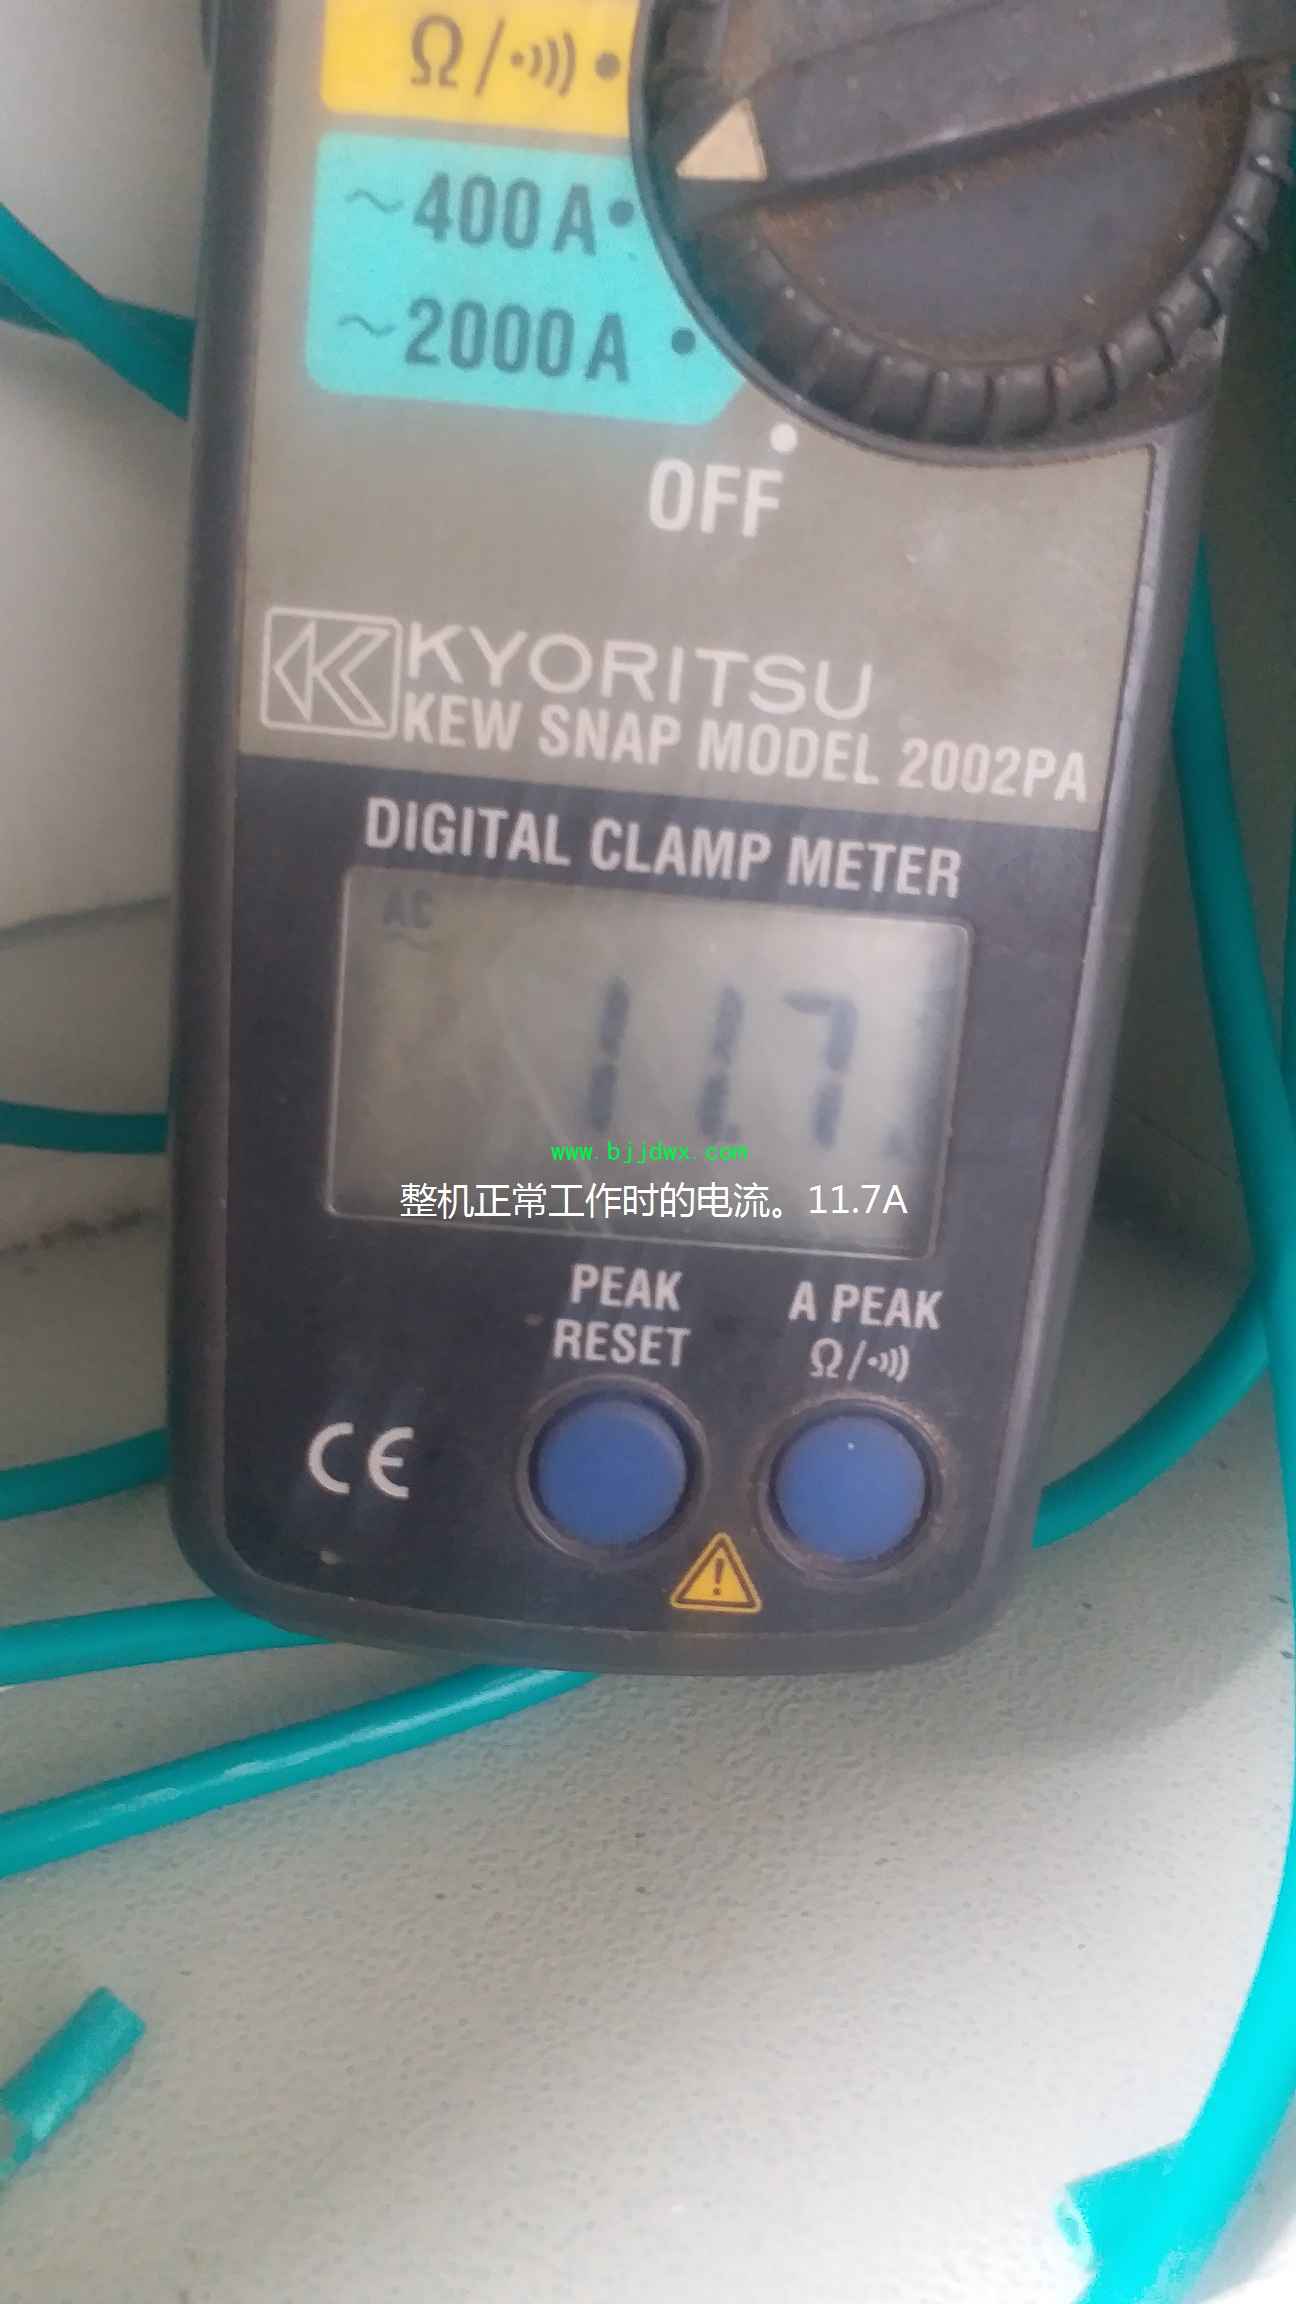 Ω/·)))
~400A
~2000A
OFF
KYORITSU
KEW SNAP MODEL 2002PA
DIGITAL CLAMP METER
AC
~
11.7
www.bjjdwx.com
整机正常工作时的电流。11.7A
PEAK RESET
A PEAK
Ω/·)))
CE